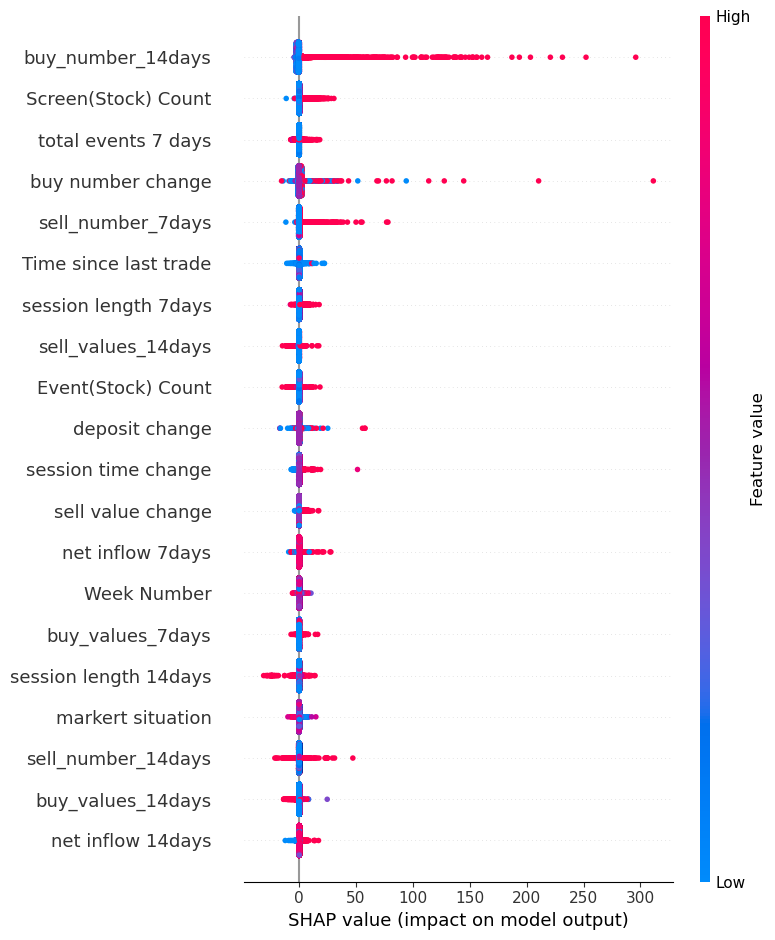 High
buy_number_14days
Screen(Stock) Count
total events 7 days
buy number change
sell_number_7days
Time since last trade
session length 7days
sell_values_14days
Event(Stock) Count
deposit change
session time change
sell value change
net inflow 7days
Week Number
buy_values_7days
session length 14days
markert situation
sell_number_14days
buy_values_14days
net inflow 14days
Feature value
Low
0 50 100 150 200 250 300
SHAP value (impact on model output)